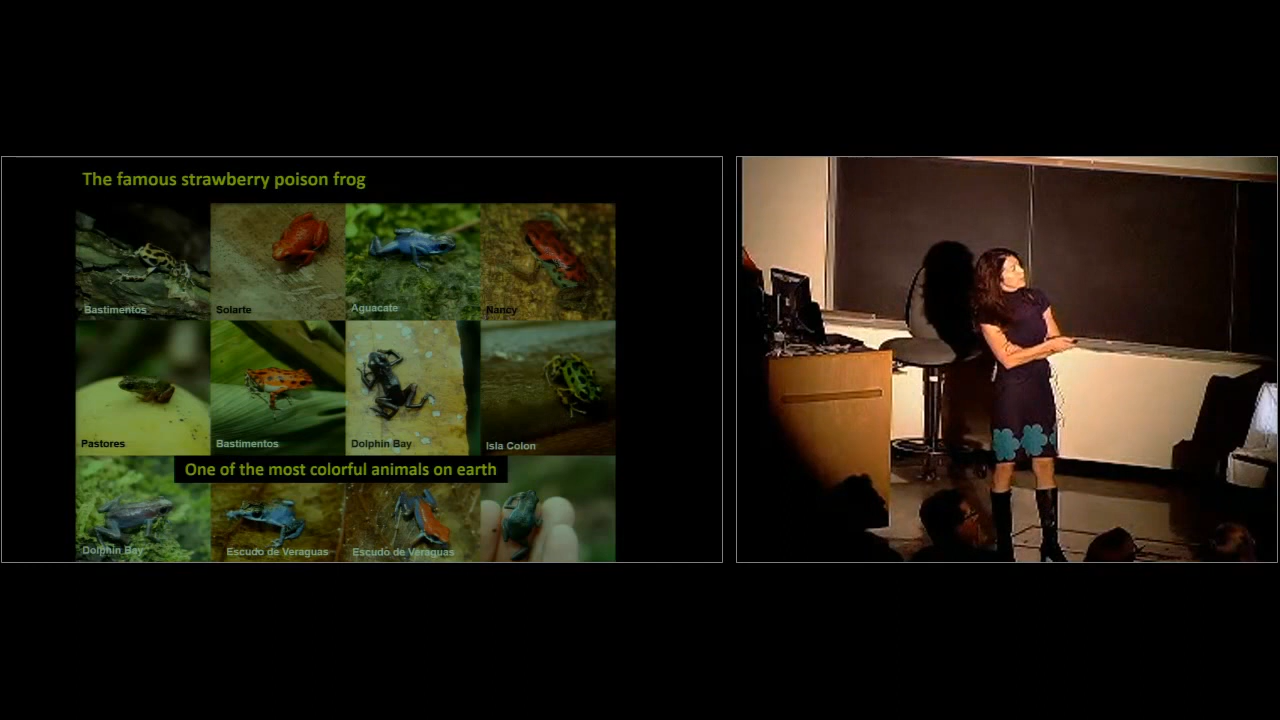 The famous strawberry poison frog
Bastimentos
Solarte
Aguacate
Nancy
Pastores
Bastimentos
Dolphin Bay
Isla Colon
One of the most colorful animals on earth
Dolphin Bay
Escudo de Veraguas
Escudo de Veraguas